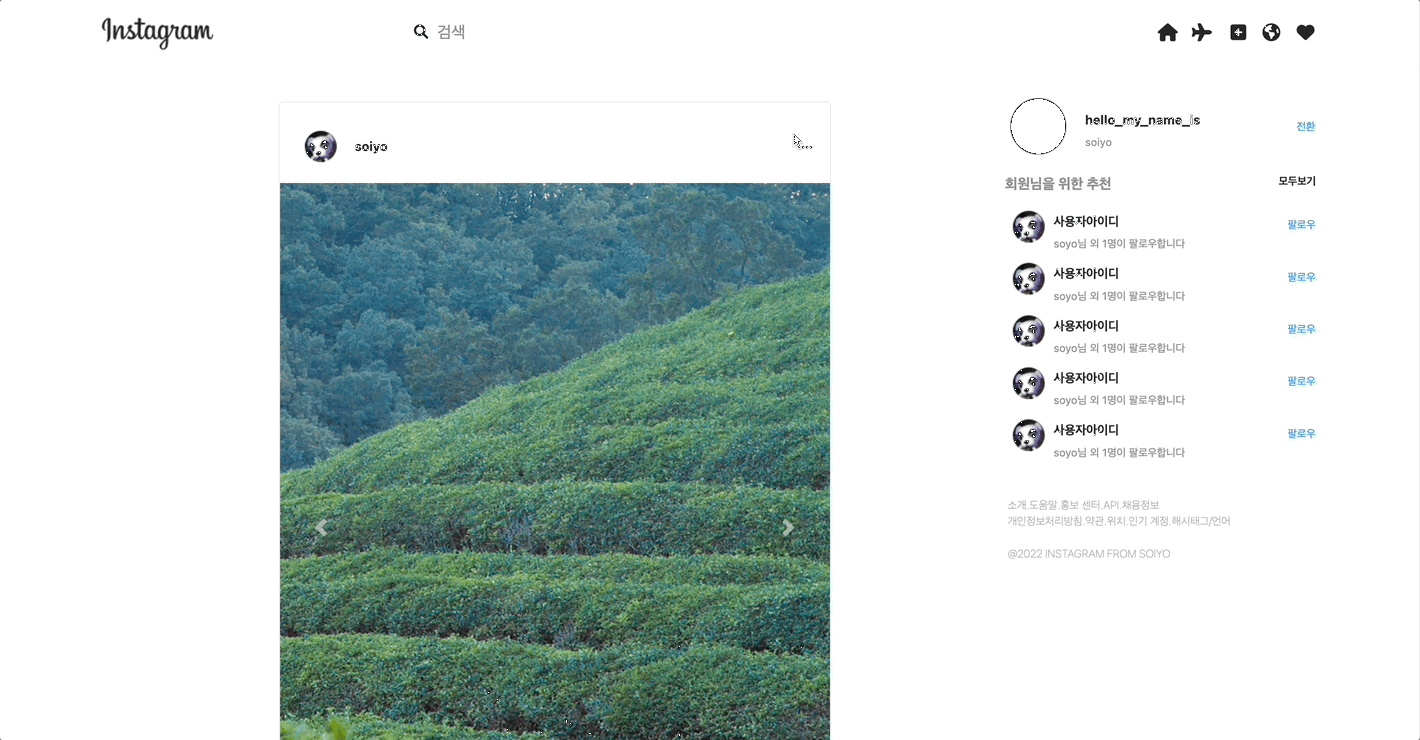 Instagram
검색
soiyo
...
hello_my_name_is
soiyo
전환
회원님을 위한 추천
모두보기
사용자아이디
팔로우
soyo님 외 1명이 팔로우합니다
사용자아이디
팔로우
soyo님 외 1명이 팔로우합니다
사용자아이디
팔로우
soyo님 외 1명이 팔로우합니다
사용자아이디
팔로우
soyo님 외 1명이 팔로우합니다
사용자아이디
팔로우
soyo님 외 1명이 팔로우합니다
소개.도움말.홍보 센터.API.채용정보
개인정보처리방침.약관.위치.인기 계정.해시태그/언어
@2022 INSTAGRAM FROM SOIYO